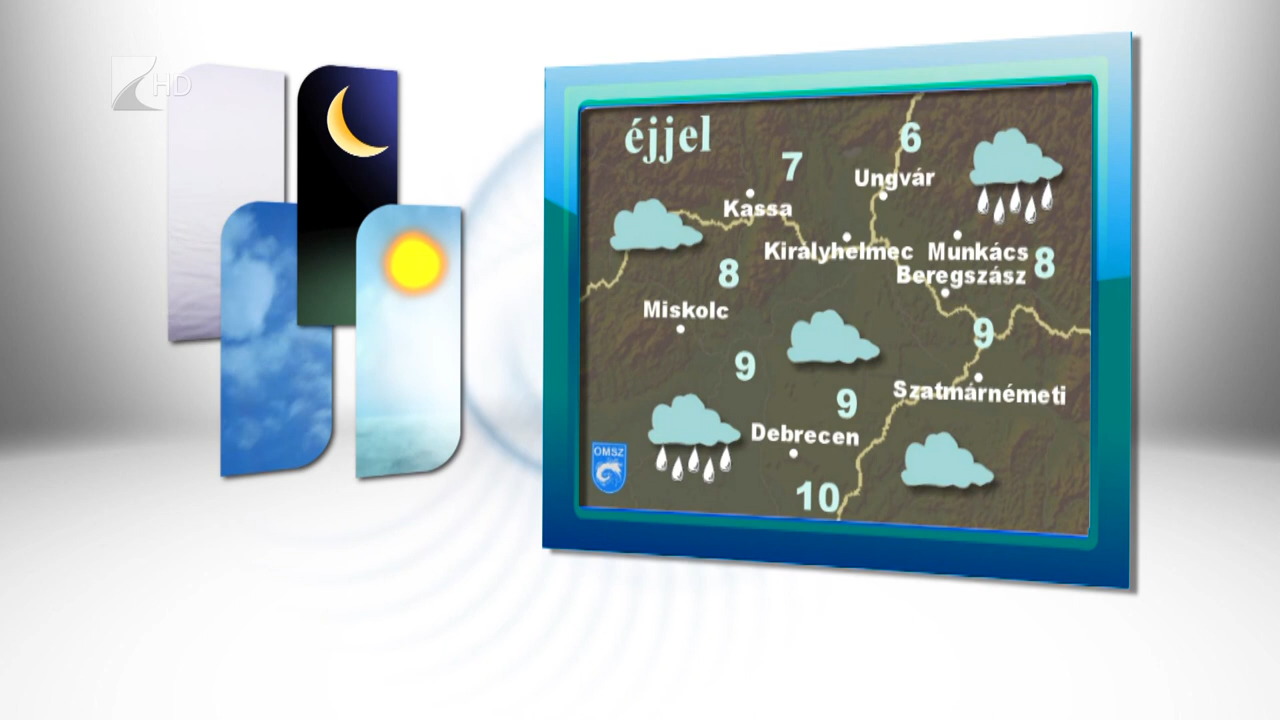 HD
éjjel
6
7
Ungvár
Kassa
Királyhelmec
Munkács
8
Beregszász
8
Miskolc
9
9
9
Szatmárnémeti
Debrecen
OMSZ
10